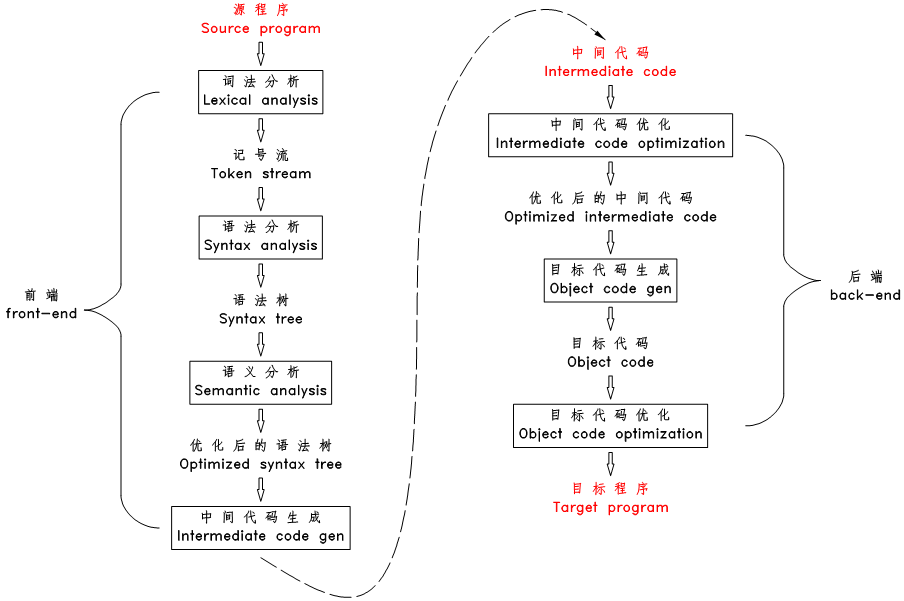 源程序
Source program
词法分析
Lexical analysis
记号流
Token stream
语法分析
Syntax analysis
语法树
Syntax tree
语义分析
Semantic analysis
优化后的语法树
Optimized syntax tree
中间代码生成
Intermediate code gen
前端
front-end
中间代码
Intermediate code
中间代码优化
Intermediate code optimization
优化后的中间代码
Optimized intermediate code
目标代码生成
Object code gen
目标代码
Object code
目标代码优化
Object code optimization
目标程序
Target program
后端
back-end